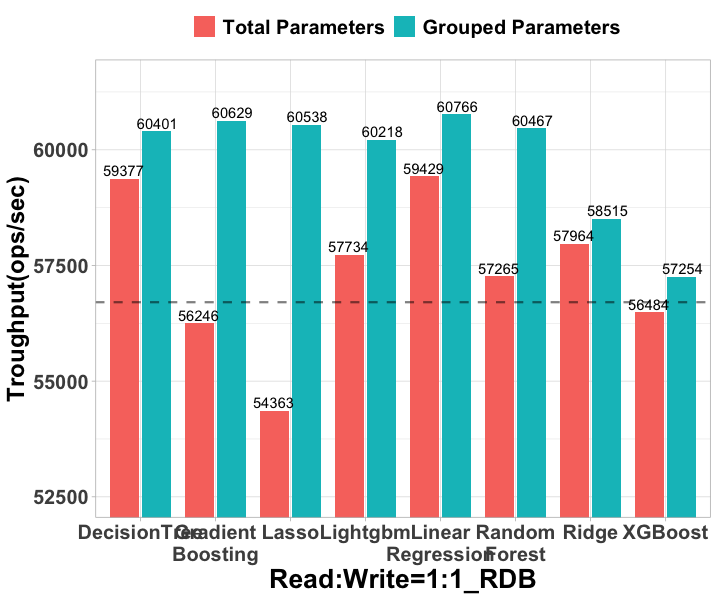 Total Parameters Grouped Parameters
Troughput(ops/sec)
60000
57500
55000
52500
59377 60401
56246 60629
54363 60538
57734 60218
59429 60766
57265 60467
57964 58515
56484 57254
DecisionTree Gradient Lasso Lightgbm Linear Random Ridge XGBoost
Boosting Regression Forest
Read:Write=1:1_RDB